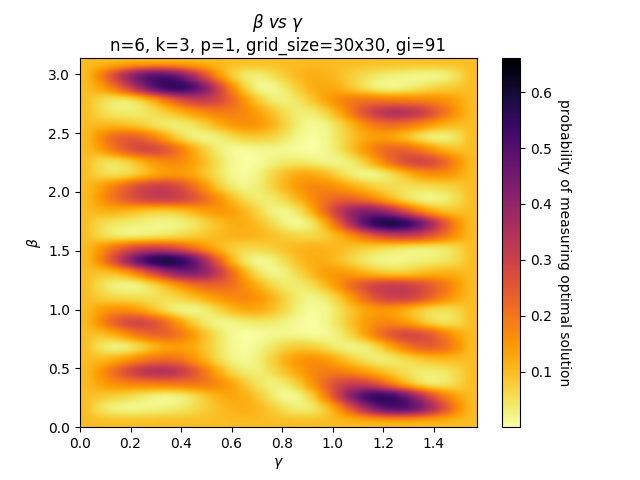 β vs γ
n=6, k=3, p=1, grid_size=30x30, gi=91
3.0
2.5
2.0
1.5
1.0
0.5
0.0
β
0.0 0.2 0.4 0.6 0.8 1.0 1.2 1.4
γ
0.6
0.5
0.4
0.3
0.2
0.1
probability of measuring optimal solution